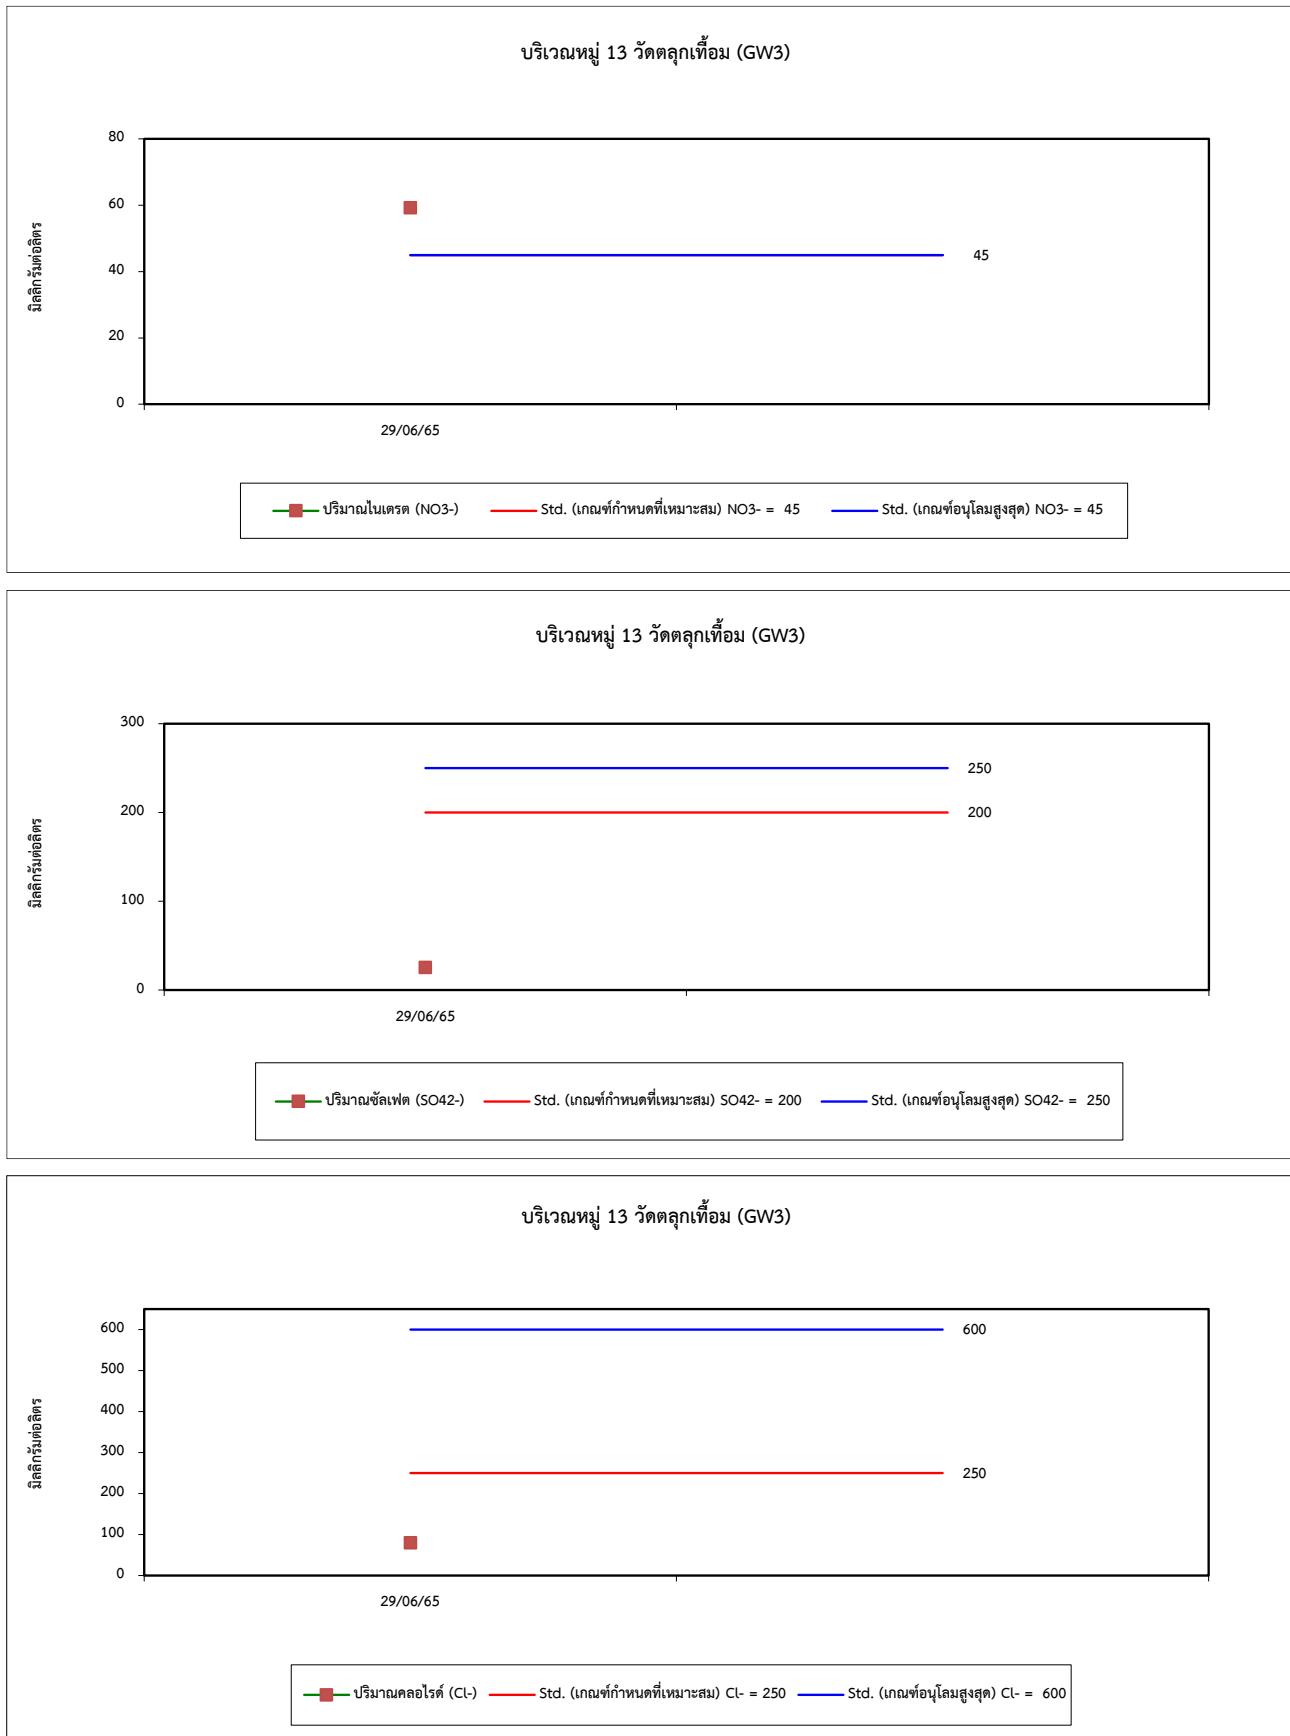 บริเวณหมู่ 13 วัดตลุกเทื้อม (GW3)
มิลลิกรัมต่อลิตร
80
60
40
20
0
45
29/06/65
ปริมาณไนเตรต (NO3-) Std. (เกณฑ์กำหนดที่เหมาะสม) NO3- = 45 Std. (เกณฑ์อนุโลมสูงสุด) NO3- = 45
บริเวณหมู่ 13 วัดตลุกเทื้อม (GW3)
มิลลิกรัมต่อลิตร
300
200
100
0
250
200
29/06/65
ปริมาณซัลเฟต (SO42-) Std. (เกณฑ์กำหนดที่เหมาะสม) SO42- = 200 Std. (เกณฑ์อนุโลมสูงสุด) SO42- = 250
บริเวณหมู่ 13 วัดตลุกเทื้อม (GW3)
มิลลิกรัมต่อลิตร
600
500
400
300
200
100
0
600
250
29/06/65
ปริมาณคลอไรด์ (Cl-) Std. (เกณฑ์กำหนดที่เหมาะสม) Cl- = 250 Std. (เกณฑ์อนุโลมสูงสุด) Cl- = 600